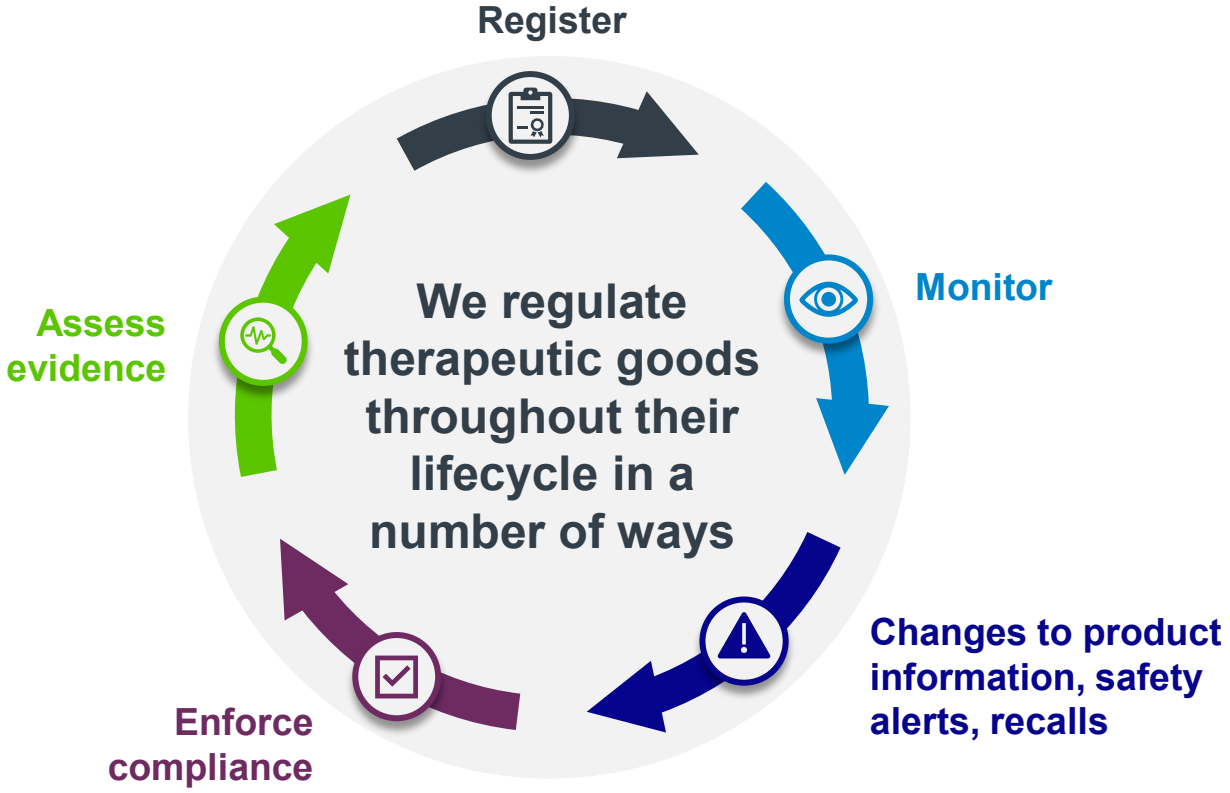 Register
Monitor
Changes to product
information, safety
alerts, recalls
Enforce
compliance
Assess
evidence
We regulate
therapeutic goods
throughout their
lifecycle in a
number of ways